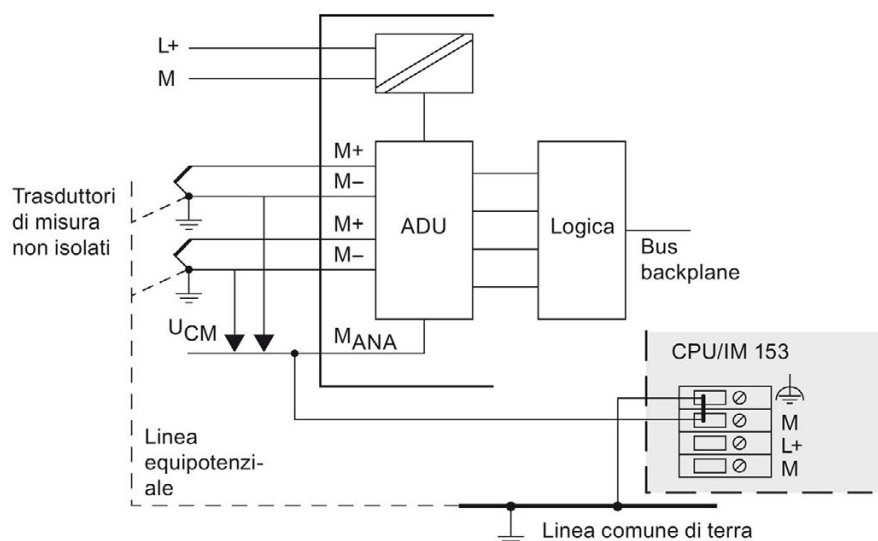 L+
M
M+
M–
M+
M–
Trasduttori
di misura
non isolati
ADU
Logica
Bus
backplane
UCM
MANA
CPU/IM 153
M
L+
M
Linea
equipotenzi-
ale
Linea comune di terra